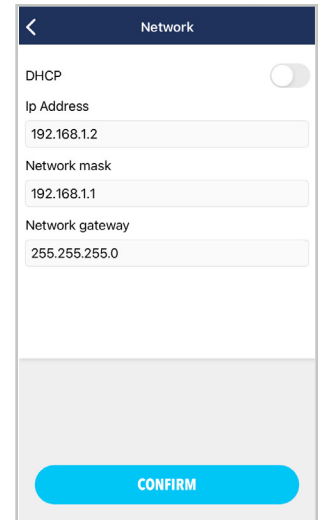 Network
DHCP
Ip Address
192.168.1.2
Network mask
192.168.1.1
Network gateway
255.255.255.0
CONFIRM